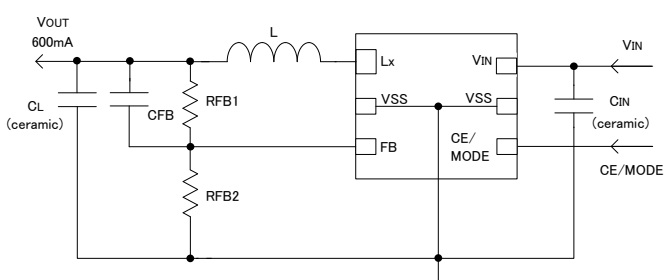 VOUT
600mA
L
Lx
VIN
VIN
VSS
VSS
CL
(ceramic)
CFB
RFB1
CIN
(ceramic)
FB
CE/
MODE
CE/MODE
RFB2